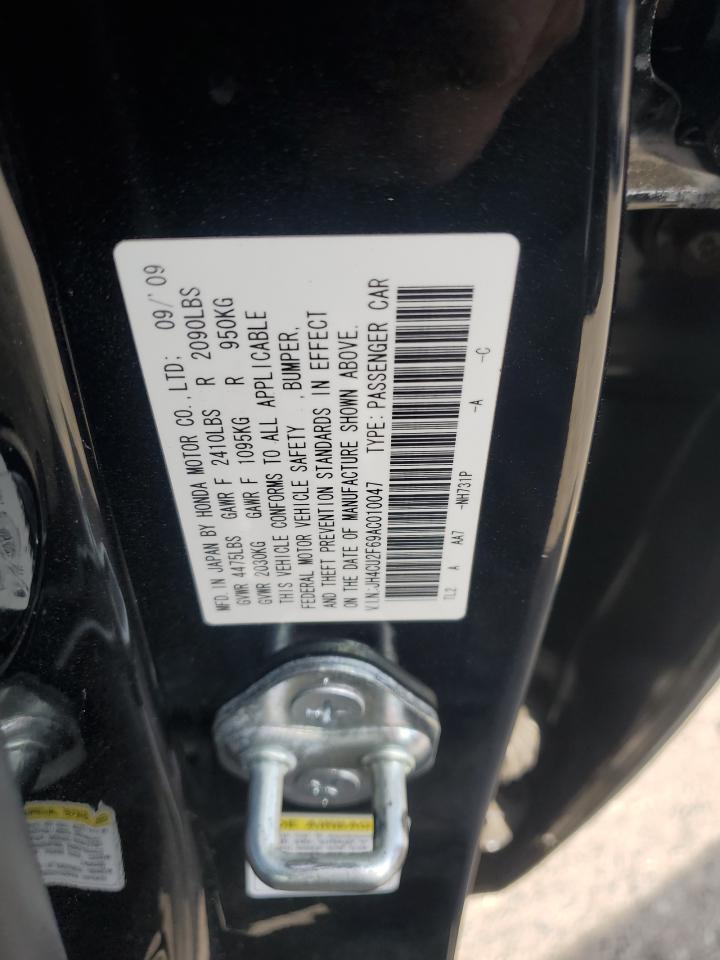 MFD. IN JAPAN BY HONDA MOTOR CO., LTD; 09/'09
GVWR 4475LBS GAWR F 2410LBS R 2090LBS
GVWR 2030KG GAWR F 1095KG R 950KG
THIS VEHICLE CONFORMS TO ALL APPLICABLE
FEDERAL MOTOR VEHICLE SAFETY , BUMPER,
AND THEFT PREVENTION STANDARDS IN EFFECT
ON THE DATE OF MANUFACTURE SHOWN ABOVE.
V.I.N.:JH4CU2F69AC010047 TYPE: PASSENGER CAR
TL2 A AA7 -NH731P -A -C